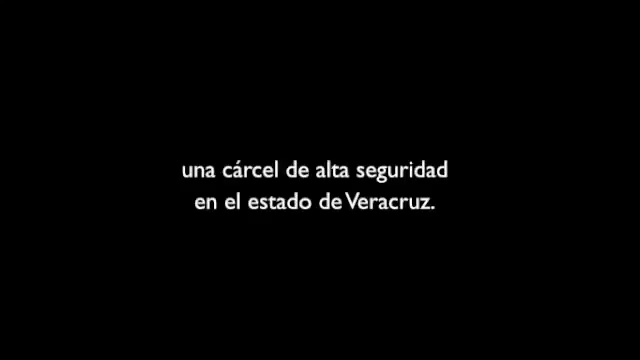 una cárcel de alta seguridad
en el estado de Veracruz.